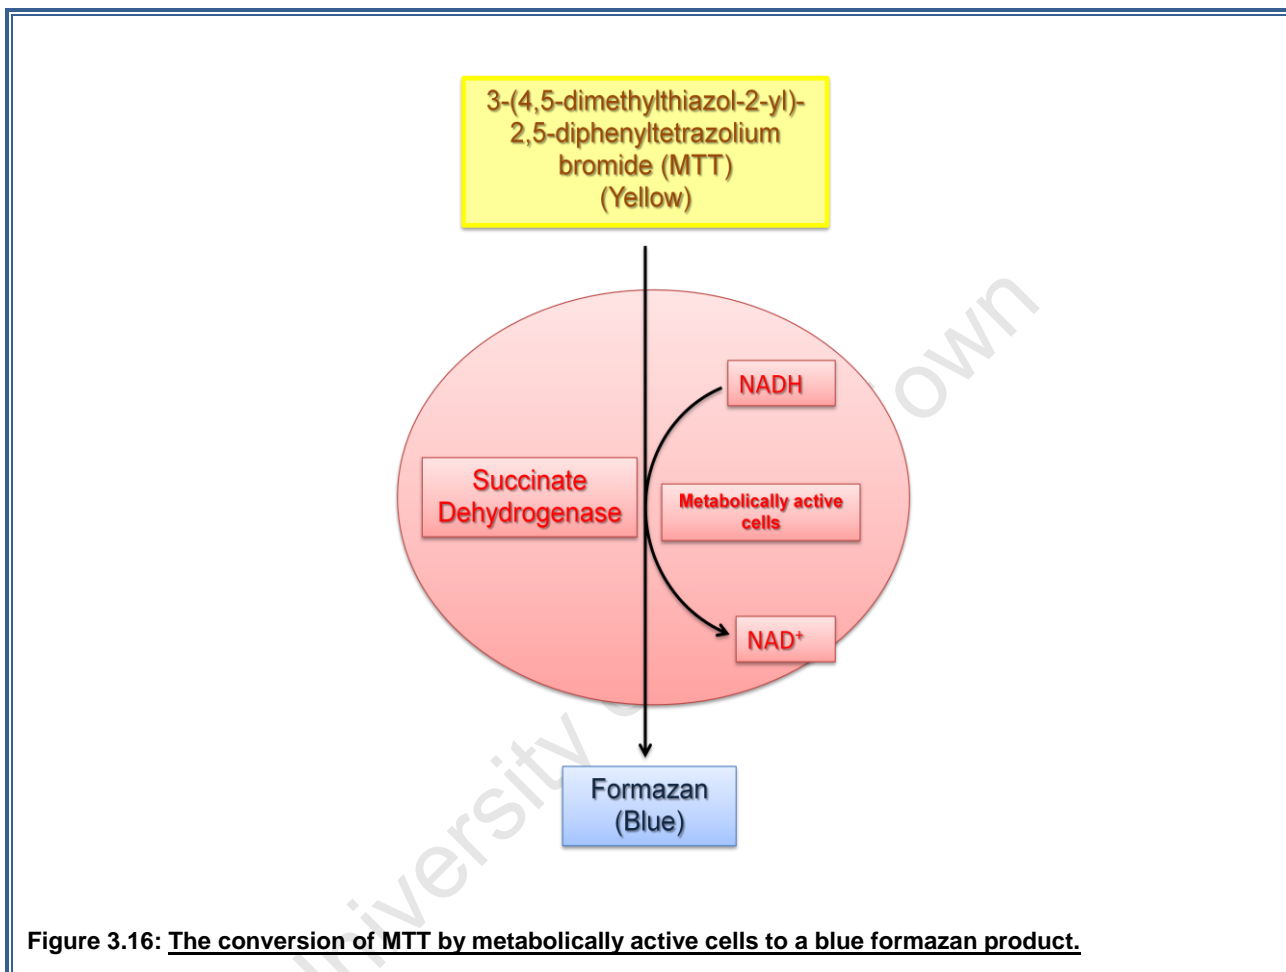 3-(4,5-dimethylthiazol-2-yl)-
2,5-diphenyltetrazolium
bromide (MTT)
(Yellow)
NADH
Succinate
Dehydrogenase
Metabolically active
cells
NAD⁺
Formazan
(Blue)
Figure 3.16: The conversion of MTT by metabolically active cells to a blue formazan product.